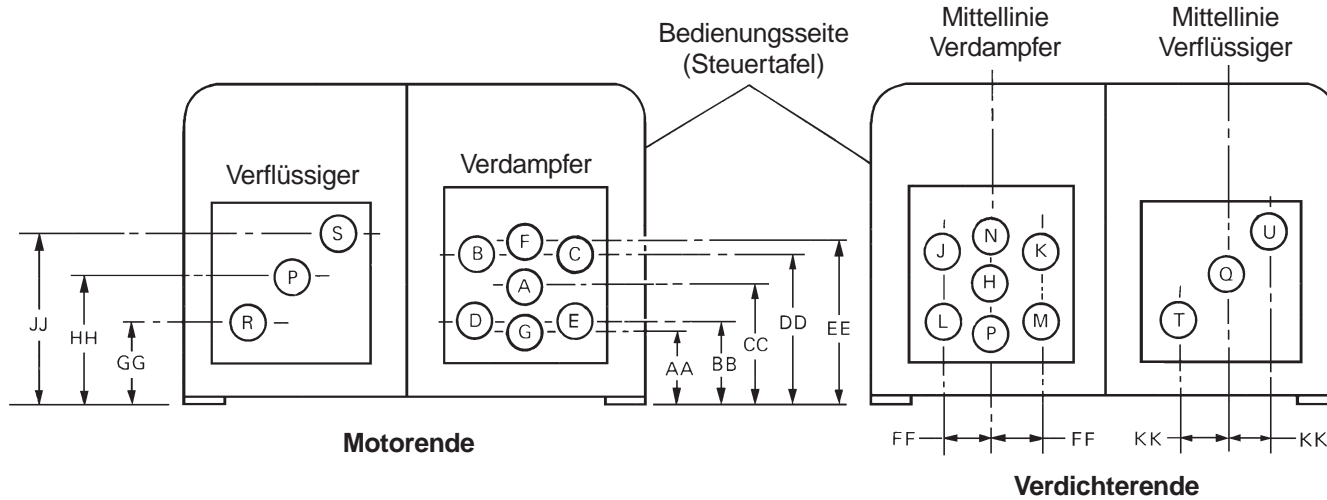 Bedienungsseite
(Steuertafel)
Mittellinie
Verdampfer
Mittellinie
Verflüssiger
Verflüssiger
Verdampfer
S
P
R
B
F
C
A
D
G
E
JJ
HH
GG
AA
BB
CC
DD
EE
J
N
K
H
L
P
M
U
Q
T
FF
FF
KK
KK
Motorende
Verdichterende